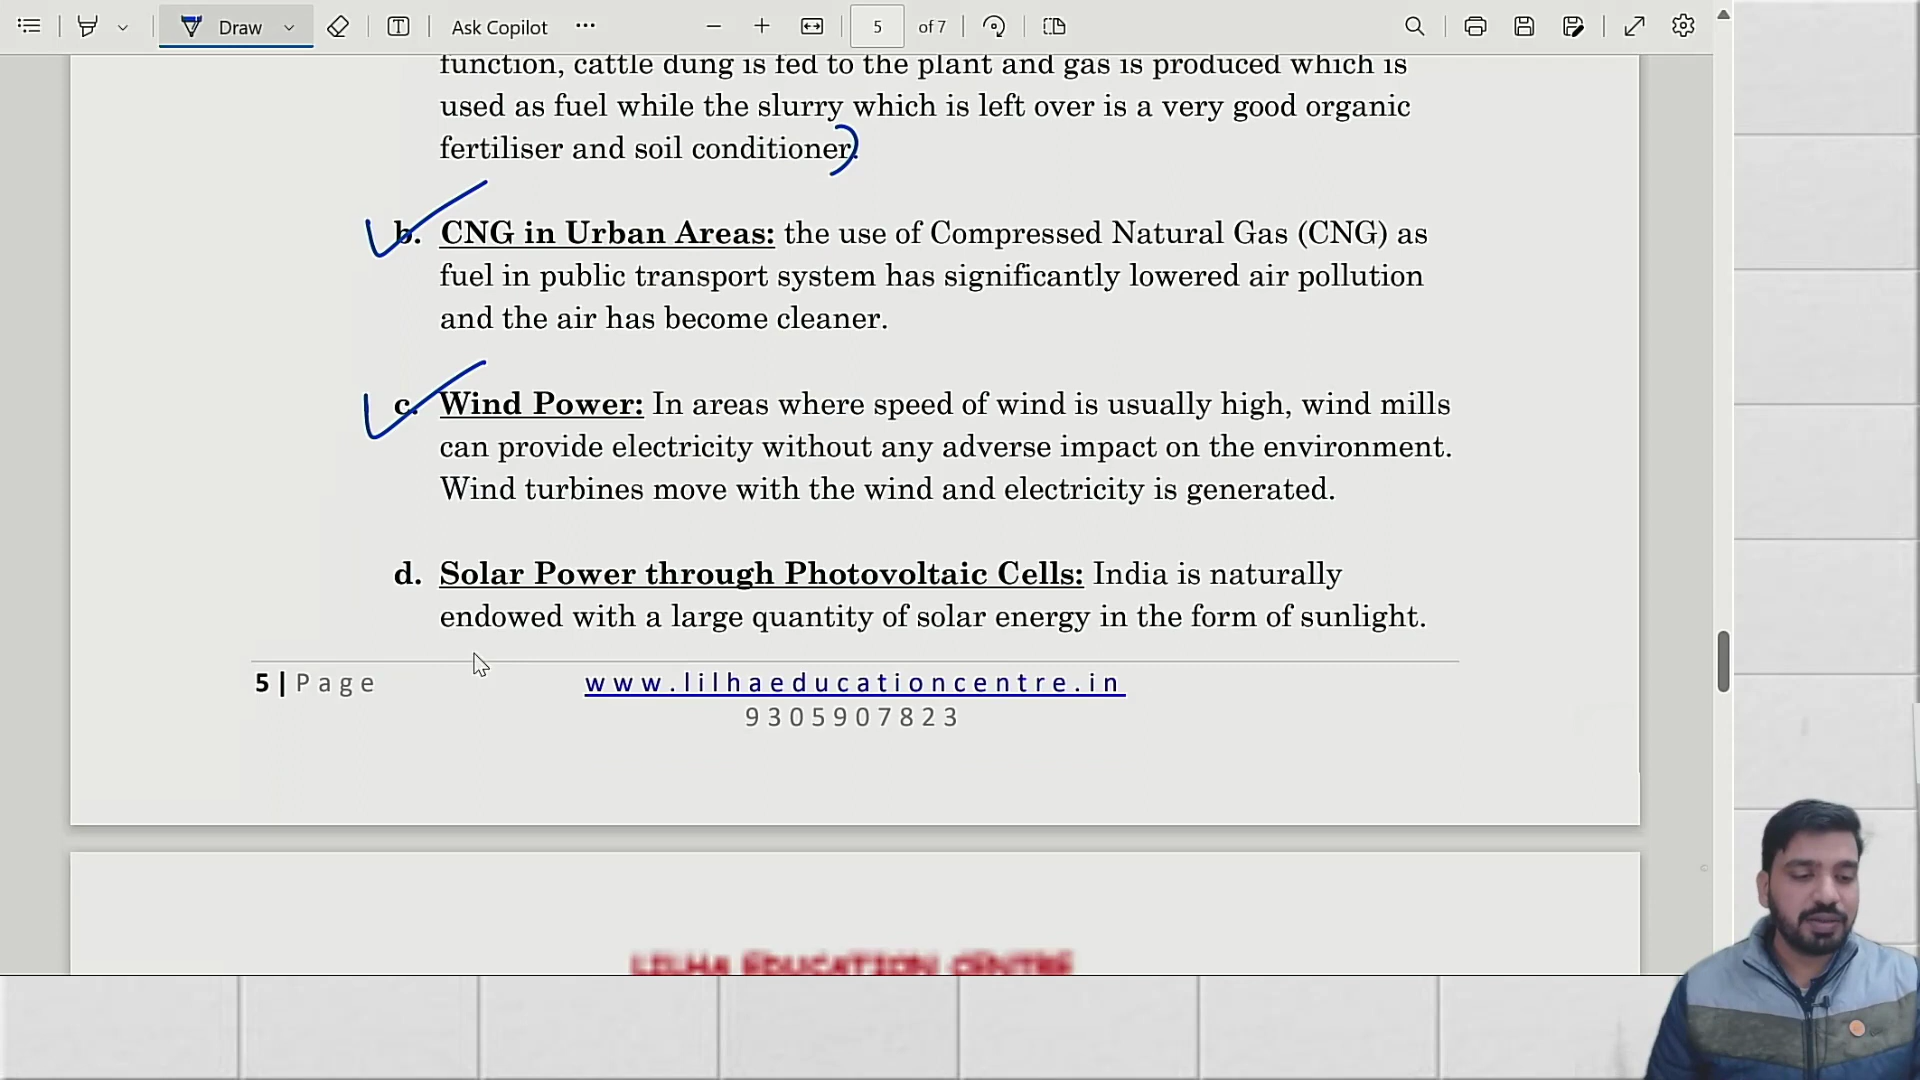 Draw
Ask Copilot
5 of 7
function, cattle dung is fed to the plant and gas is produced which is
used as fuel while the slurry which is left over is a very good organic
fertiliser and soil conditioner.
b. CNG in Urban Areas: the use of Compressed Natural Gas (CNG) as
fuel in public transport system has significantly lowered air pollution
and the air has become cleaner.
c. Wind Power: In areas where speed of wind is usually high, wind mills
can provide electricity without any adverse impact on the environment.
Wind turbines move with the wind and electricity is generated.
d. Solar Power through Photovoltaic Cells: India is naturally
endowed with a large quantity of solar energy in the form of sunlight.
5 | Page
www.lilhaeducationcentre.in
9305907823
LILHA EDUCATION CENTRE